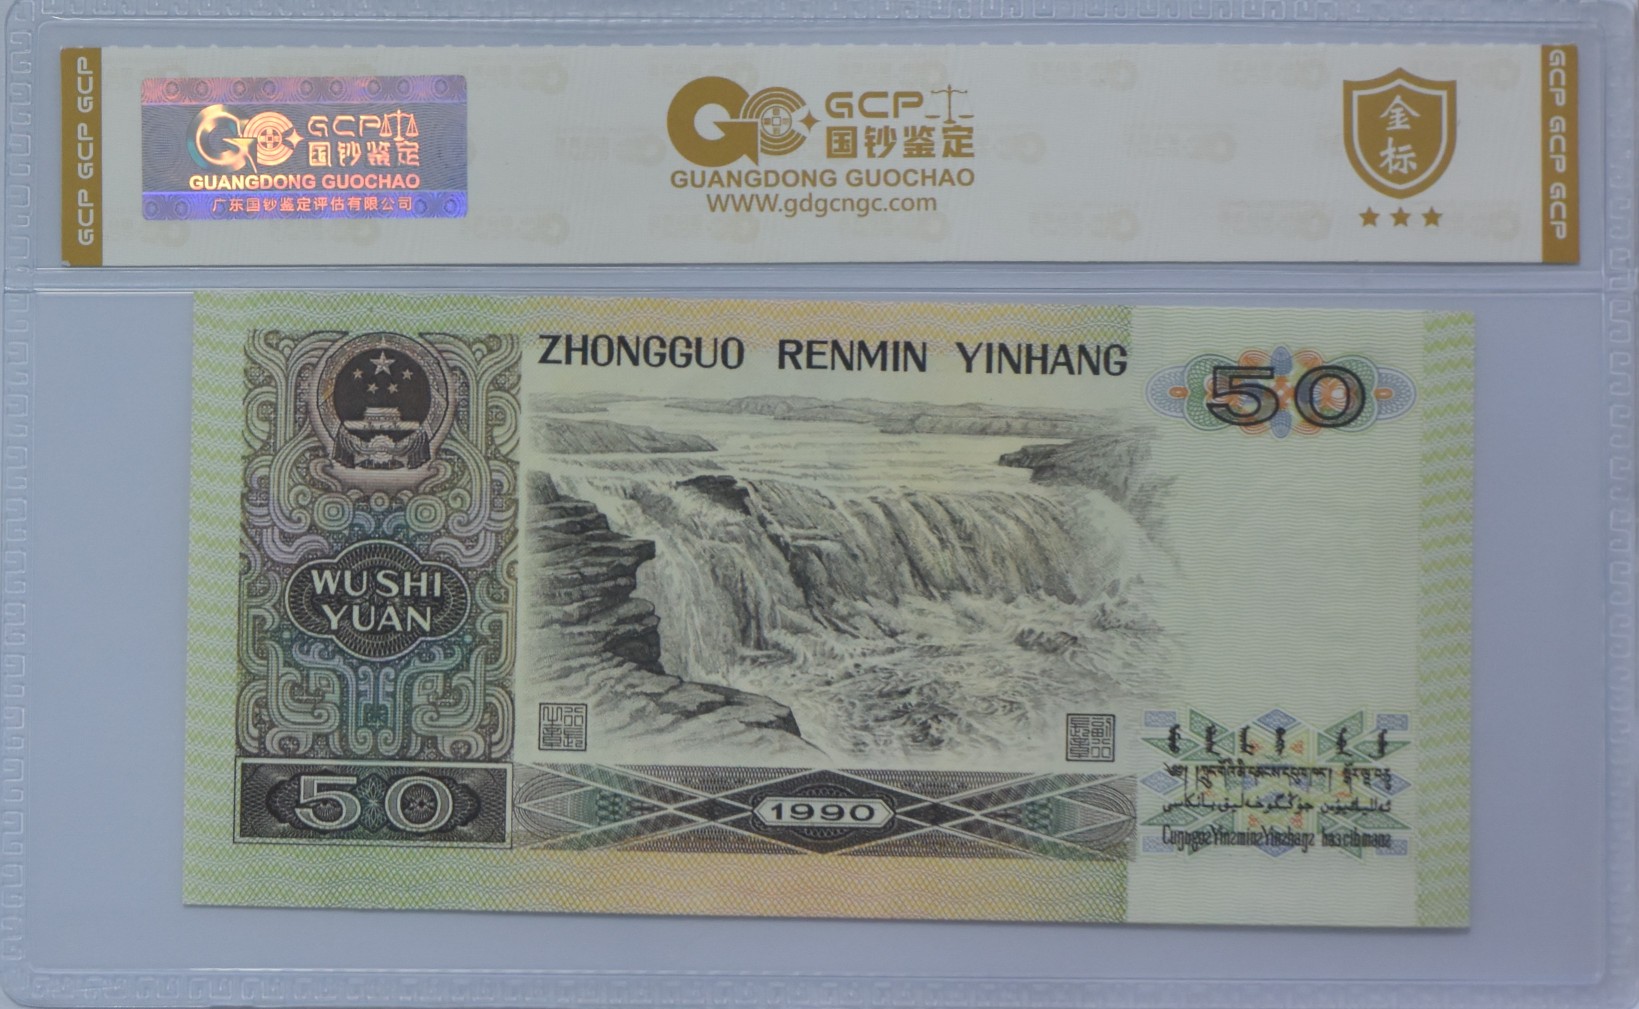 GCP GCP GCP
GCP
国钞鉴定
GUANGDONG GUOCHAO
广东国钞鉴定评估有限公司
GCP
国钞鉴定
GUANGDONG GUOCHAO
WWW.gdgcngc.com
金
标
GCP GCP GCP
ZHONGGUO RENMIN YINHANG
50
WUSHI
YUAN
50
1990